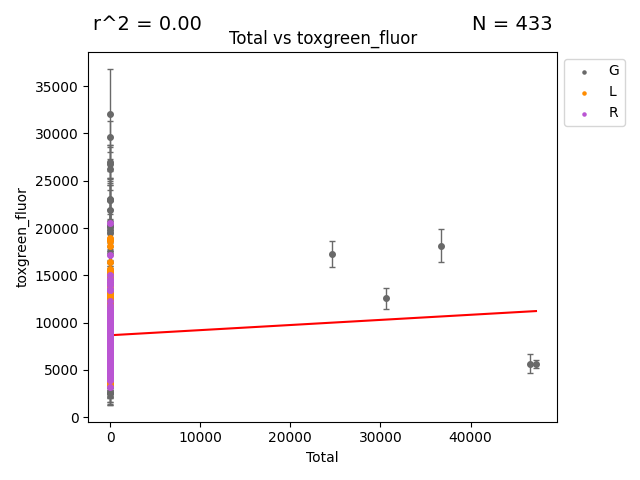 r^2 = 0.00
N = 433
Total vs toxgreen_fluor
G
L
R
toxgreen_fluor
35000
30000
25000
20000
15000
10000
5000
0
0 10000 20000 30000 40000
Total